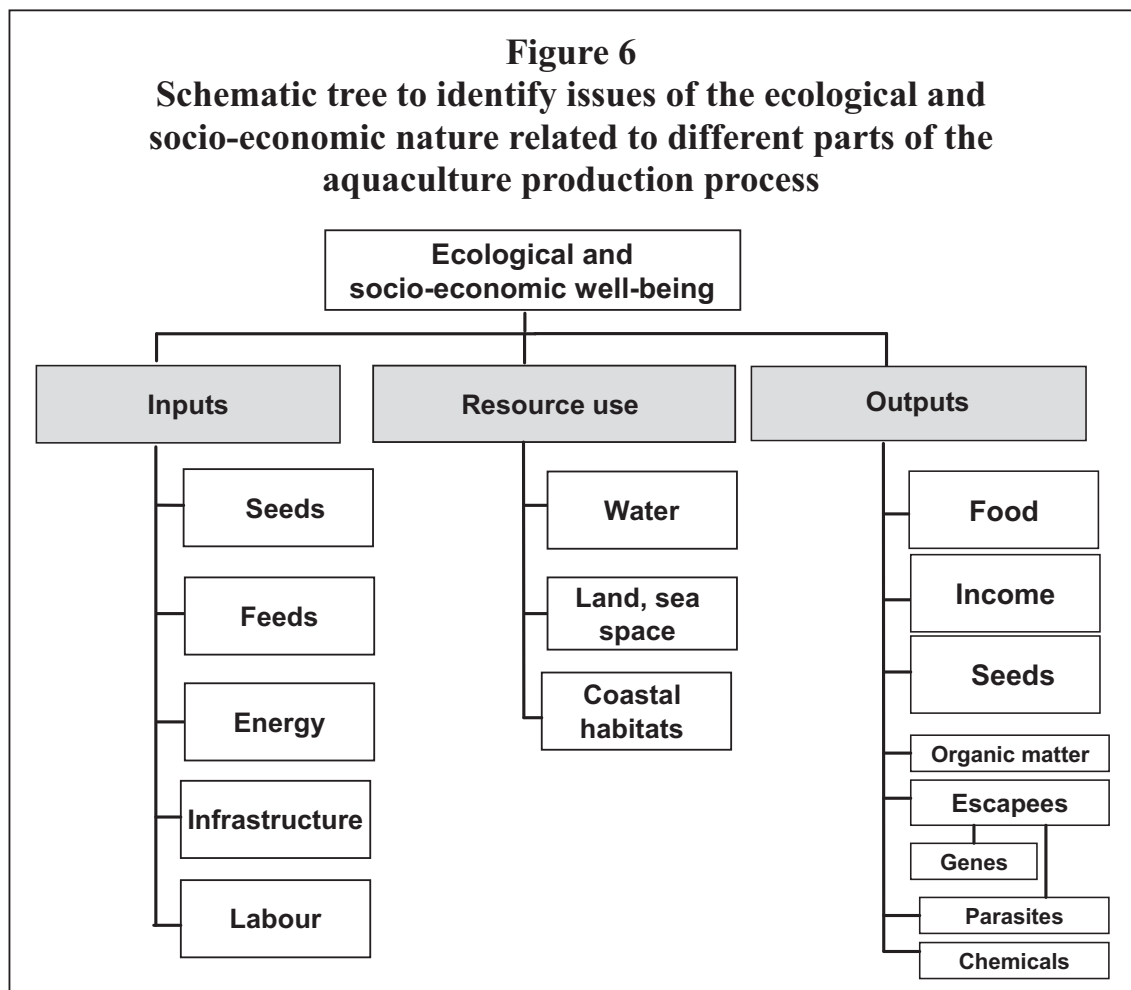 Figure 6
Schematic tree to identify issues of the ecological and
socio-economic nature related to different parts of the
aquaculture production process
Ecological and
socio-economic well-being
Inputs
Resource use
Outputs
Seeds
Feeds
Energy
Infrastructure
Labour
Water
Land, sea
space
Coastal
habitats
Food
Income
Seeds
Organic matter
Escapees
Genes
Parasites
Chemicals